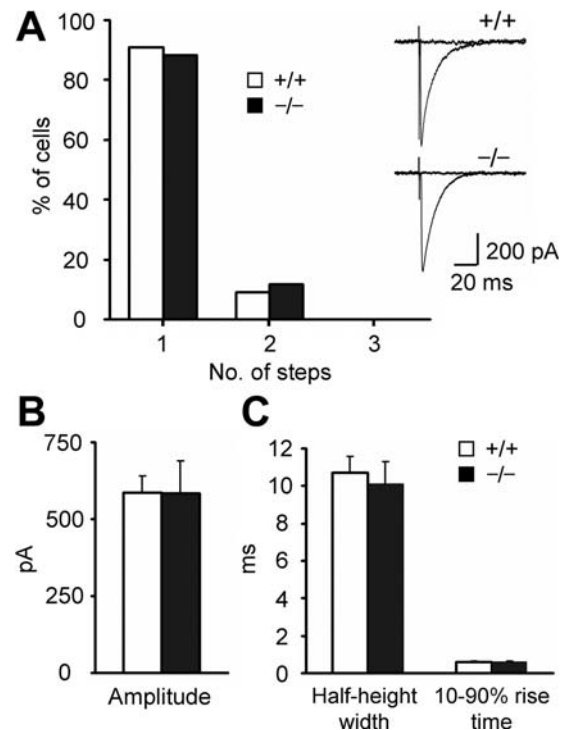 A
100
80
60
40
20
0
% of cells
1
2
3
No. of steps
+/+
−/−
+/+
−/−
200 pA
20 ms
B
750
500
250
0
pA
Amplitude
C
12
10
8
6
4
2
0
ms
+/+
−/−
Half-height
width
10-90% rise
time